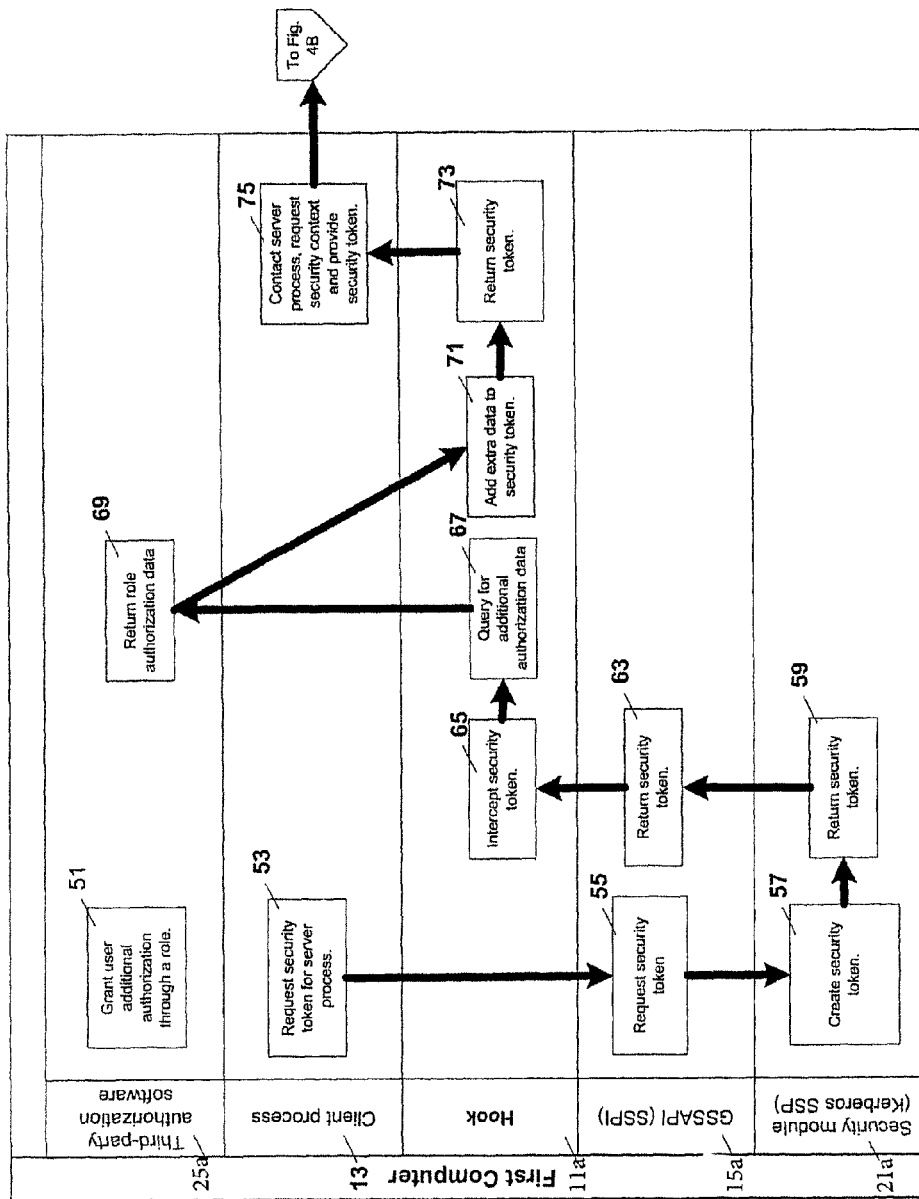 First Computer
Third-party
authorization
software
25a
51
Grant user
additional
authorization
through a role.
69
Return role
authorization data
Client process
13
53
Request security
token for server
process.
75
Contact server
process, request
security context
and provide
security token.
To Fig.
4B
Hook
11a
65
Intercept security
token.
67
Query for
additional
authorization data
71
Add extra data to
security token.
73
Return security
token.
GSSAPI (SSPI)
15a
55
Request security
token
63
Return security
token.
Security module
(Kerberos SSP)
21a
57
Create security
token.
59
Return security
token.